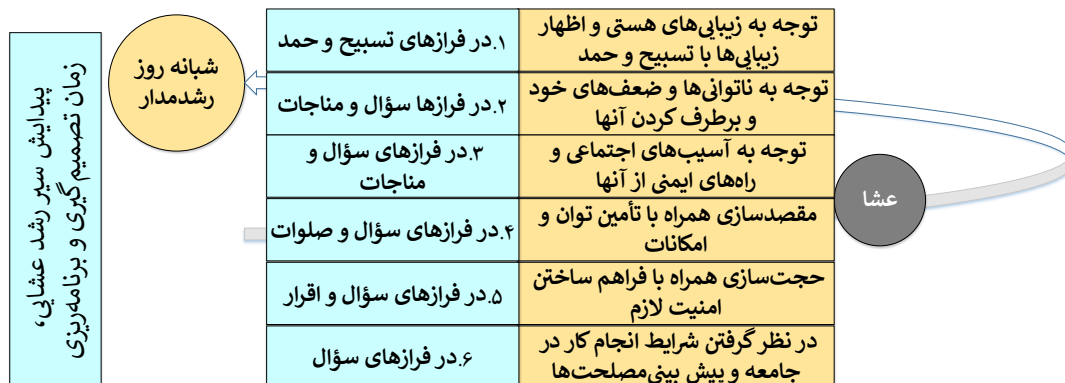 توجه به زیبایی‌های هستی و اظهار
زیبایی‌ها با تسبیح و حمد
۱.در فرازهای تسبیح و حمد
توجه به ناتوانی‌ها و ضعف‌های خود
و برطرف کردن آنها
۲.در فرازها سؤال و مناجات
توجه به آسیب‌های اجتماعی و
راه‌های ایمنی از آنها
۳.در فرازهای سؤال و
مناجات
مقصدسازی همراه با تأمین توان و
امکانات
۴.در فرازهای سؤال و صلوات
حجت‌سازی همراه با فراهم ساختن
امنیت لازم
۵.در فرازهای سؤال و اقرار
در نظر گرفتن شرایط انجام کار در
جامعه و پیش بینی‌مصلحت‌ها
۶.در فرازهای سؤال
عشا
شبانه روز
رشدمدار
پیدایش سیر رشد عشایی،
زمان تصمیم گیری و برنامه‌ریزی